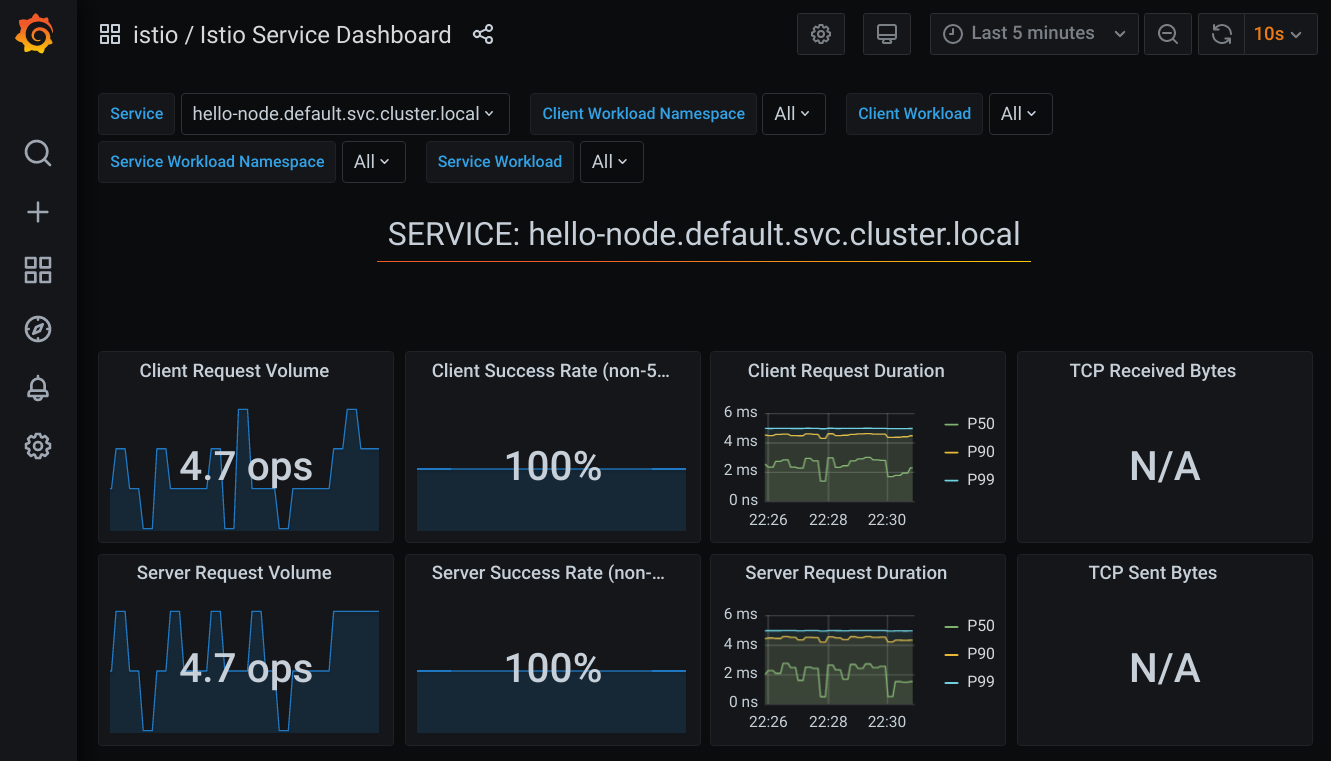 istio / Istio Service Dashboard
Last 5 minutes
10s
Service hello-node.default.svc.cluster.local Client Workload Namespace All Client Workload All
Service Workload Namespace All Service Workload All
SERVICE: hello-node.default.svc.cluster.local
Client Request Volume
4.7 ops
Client Success Rate (non-5...
100%
Client Request Duration
6 ms
4 ms
2 ms
0 ns
22:26 22:28 22:30
P50
P90
P99
TCP Received Bytes
N/A
Server Request Volume
4.7 ops
Server Success Rate (non-...
100%
Server Request Duration
6 ms
4 ms
2 ms
0 ns
22:26 22:28 22:30
P50
P90
P99
TCP Sent Bytes
N/A